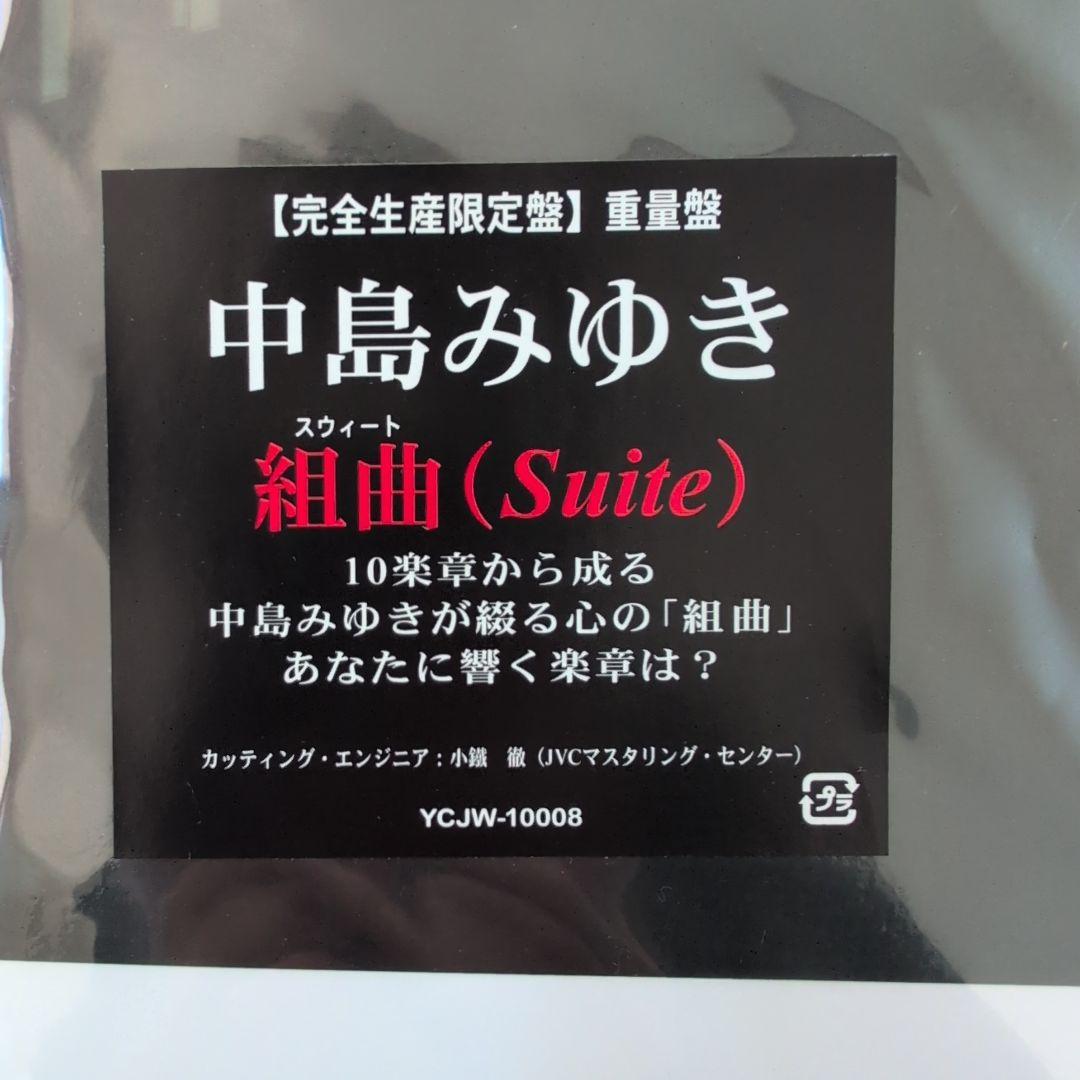 【完全生産限定盤】重量盤
中島みゆき
スウィート
組曲（Suite）
10楽章から成る
中島みゆきが綴る心の「組曲」
あなたに響く楽章は？
カッティング・エンジニア：小鐵　徹（JVCマスタリング・センター）
プラ
YCJW-10008